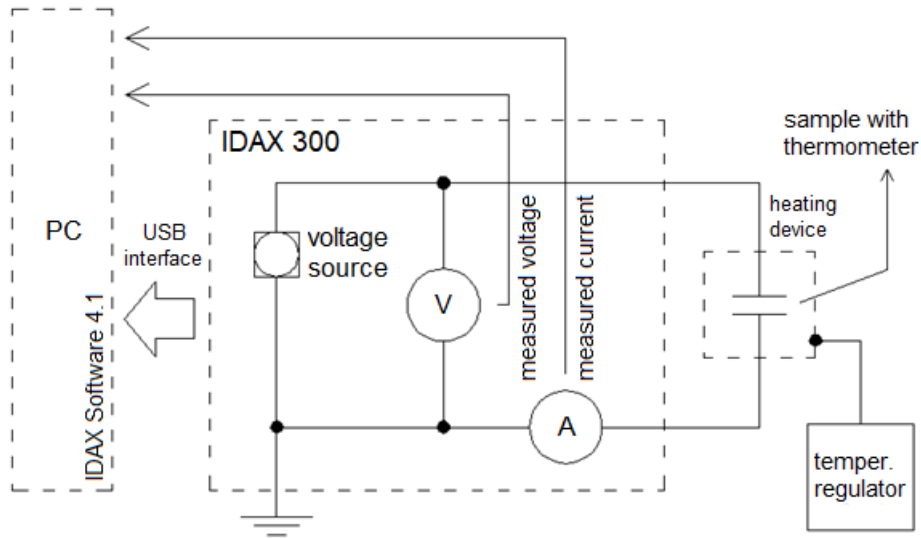 IDAX 300
sample with
thermometer
PC
USB
interface
voltage
source
heating
device
V
measured voltage
measured current
IDAX Software 4.1
A
temper.
regulator